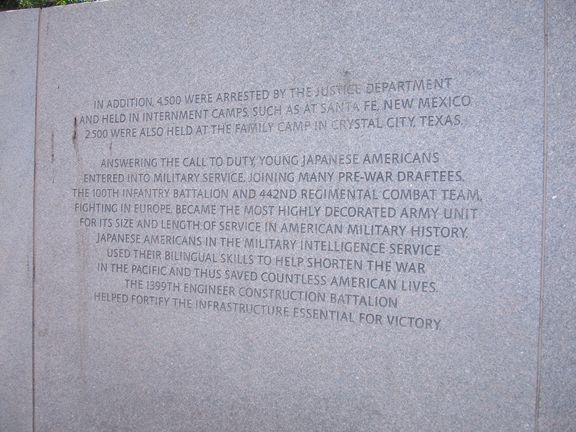 IN ADDITION, 4,500 WERE ARRESTED BY THE JUSTICE DEPARTMENT
AND HELD IN INTERNMENT CAMPS, SUCH AS AT SANTA FE, NEW MEXICO.
2,500 WERE ALSO HELD AT THE FAMILY CAMP IN CRYSTAL CITY, TEXAS.
ANSWERING THE CALL TO DUTY, YOUNG JAPANESE AMERICANS
ENTERED INTO MILITARY SERVICE, JOINING MANY PRE-WAR DRAFTEES.
THE 100TH INFANTRY BATTALION AND 442ND REGIMENTAL COMBAT TEAM,
FIGHTING IN EUROPE, BECAME THE MOST HIGHLY DECORATED ARMY UNIT
FOR ITS SIZE AND LENGTH OF SERVICE IN AMERICAN MILITARY HISTORY.
JAPANESE AMERICANS IN THE MILITARY INTELLIGENCE SERVICE
USED THEIR BILINGUAL SKILLS TO HELP SHORTEN THE WAR
IN THE PACIFIC AND THUS SAVED COUNTLESS AMERICAN LIVES.
THE 1399TH ENGINEER CONSTRUCTION BATTALION
HELPED FORTIFY THE INFRASTRUCTURE ESSENTIAL FOR VICTORY.